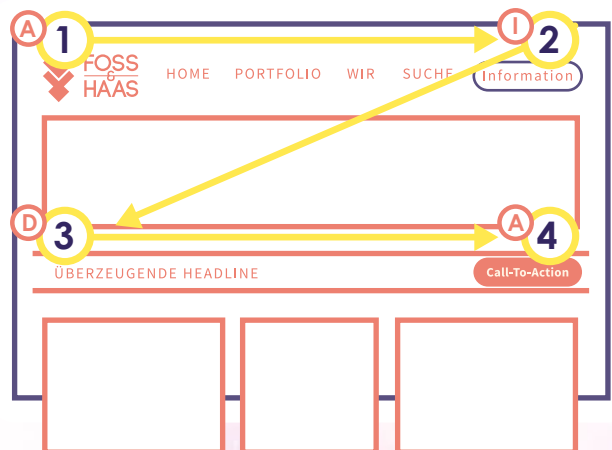 A 1 I 2
FOSS
&
HAAS
HOME PORTFOLIO WIR SUCHE Information
D 3 A 4
ÜBERZEUGENDE HEADLINE Call-To-Action